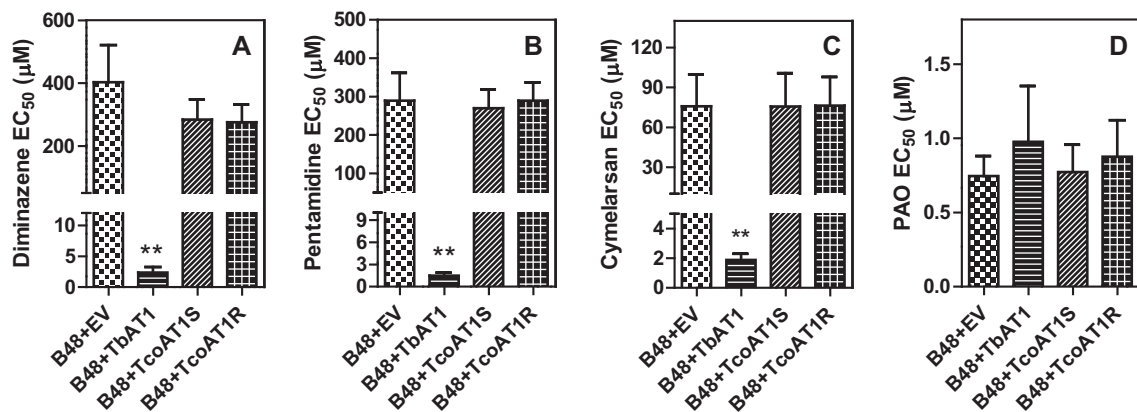 A
Diminazene EC50 (μM)
600
400
200
12
10
5
0
**
B48+EV
B48+TbAT1
B48+TcoAT1S
B48+TcoAT1R
B
Pentamidine EC50 (μM)
500
400
300
200
100
9
6
3
0
**
B48+EV
B48+TbAT1
B48+TcoAT1S
B48+TcoAT1R
C
Cymelarsan EC50 (μM)
120
90
60
30
4
2
0
**
B48+EV
B48+TbAT1
B48+TcoAT1S
B48+TcoAT1R
D
PAO EC50 (μM)
1.5
1.0
0.5
0.0
B48+EV
B48+TbAT1
B48+TcoAT1S
B48+TcoAT1R